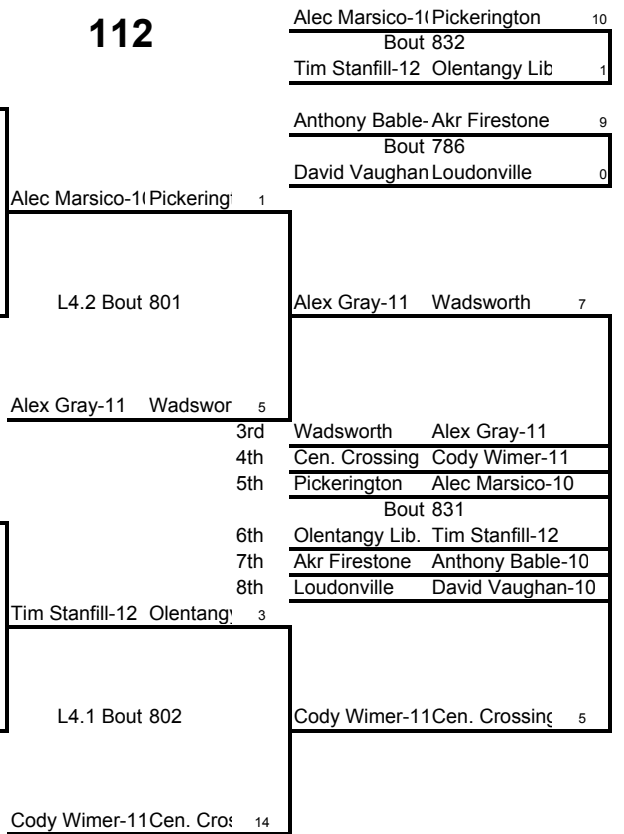 112
Alec Marsico-1( Pickerington 10
Bout 832
Tim Stanfill-12 Olentangy Lib 1
Anthony Bable- Akr Firestone 9
Bout 786
David Vaughan Loudonville 0
Alec Marsico-1( Pickering 1
L4.2 Bout 801
Alex Gray-11 Wadsworth 7
Alex Gray-11 Wadswor 5
3rd Wadsworth Alex Gray-11
4th Cen. Crossing Cody Wimer-11
5th Pickerington Alec Marsico-10
Bout 831
6th Olentangy Lib. Tim Stanfill-12
7th Akr Firestone Anthony Bable-10
8th Loudonville David Vaughan-10
Tim Stanfill-12 Olentangy 3
L4.1 Bout 802
Cody Wimer-11 Cen. Crossing 5
Cody Wimer-11 Cen. Cros 14